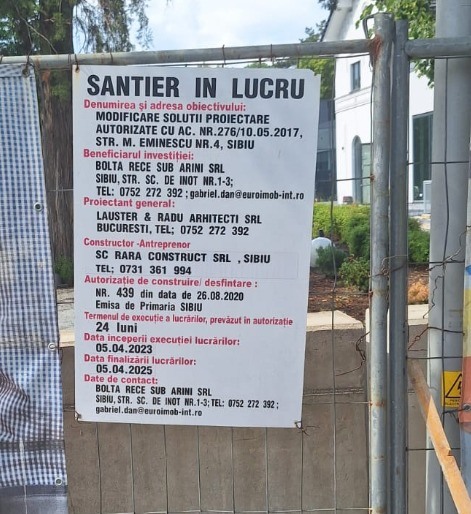 SANTIER IN LUCRU
Denumirea şi adresa obiectivului:
MODIFICARE SOLUTII PROIECTARE
AUTORIZATE CU AC. NR.276/10.05.2017,
STR. M. EMINESCU NR.4, SIBIU
Beneficiarul investiţiei:
BOLTA RECE SUB ARINI SRL
SIBIU, STR. SC. DE INOT NR.1-3;
TEL: 0752 272 392 ; gabriel.dan@euroimob-int.ro
Proiectant general:
LAUSTER & RADU ARHITECTI SRL
BUCURESTI, TEL; 0752 272 392
Constructor -Antreprenor
SC RARA CONSTRUCT SRL , SIBIU
TEL; 0731 361 994
Autorizaţie de construire/ desfintare :
NR. 439 din data de 26.08.2020
Emisa de Primaria SIBIU
Termenul de execuţie a lucrărilor, prevăzut in autorizaţie
24 luni
Data inceperii execuţiei lucrărilor:
05.04.2023
Data finalizării lucrărilor:
05.04.2025
Date de contact:
BOLTA RECE SUB ARINI SRL
SIBIU, STR. SC. DE INOT NR.1-3; TEL: 0752 272 392 ;
gabriel.dan@euroimob-int.ro